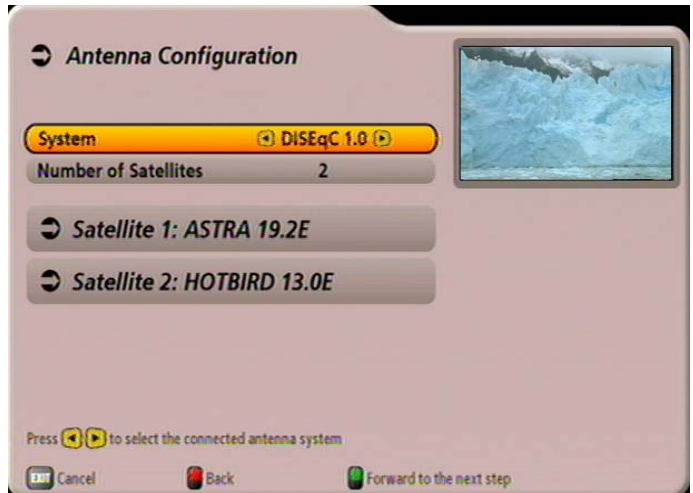 Antenna Configuration
System DiSEqC 1.0
Number of Satellites 2
Satellite 1: ASTRA 19.2E
Satellite 2: HOTBIRD 13.0E
Press to select the connected antenna system
EXIT Cancel Back Forward to the next step